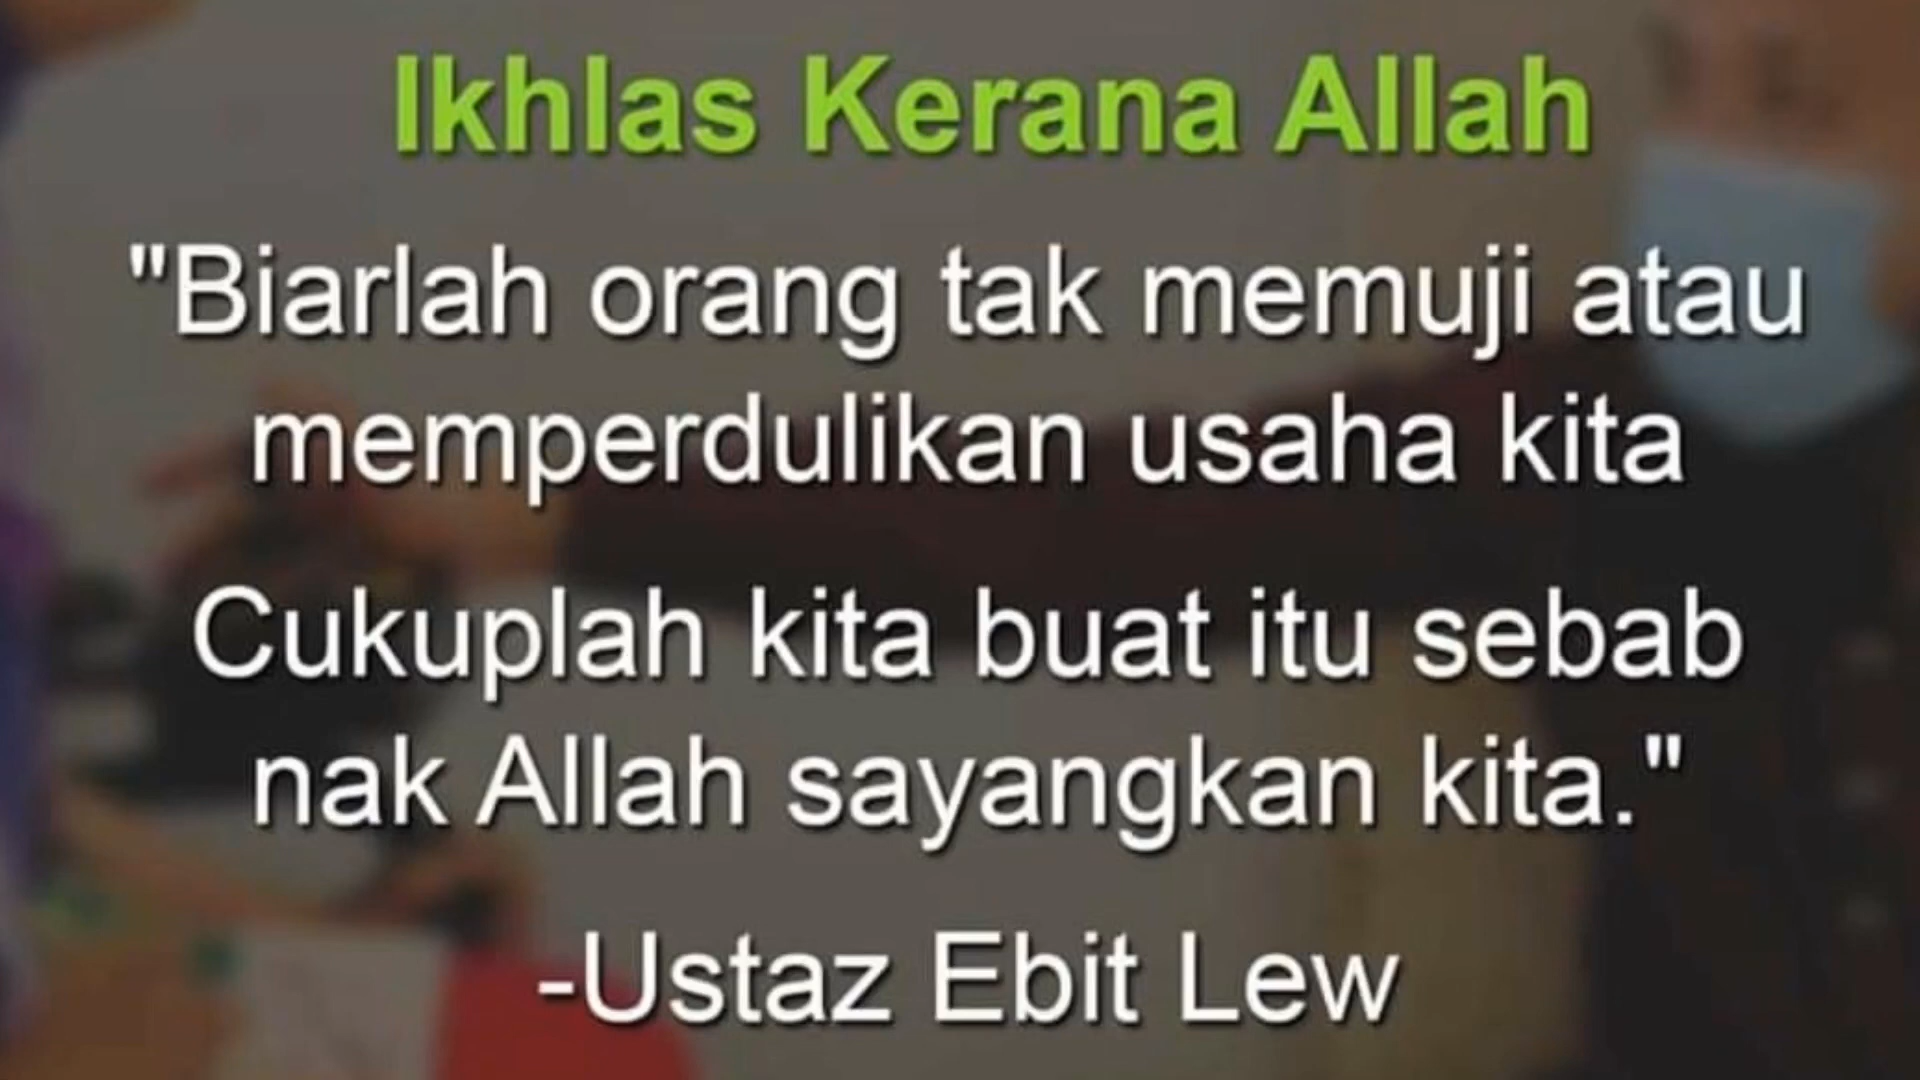 Ikhlas Kerana Allah
"Biarlah orang tak memuji atau
memperdulikan usaha kita
Cukuplah kita buat itu sebab
nak Allah sayangkan kita."
-Ustaz Ebit Lew